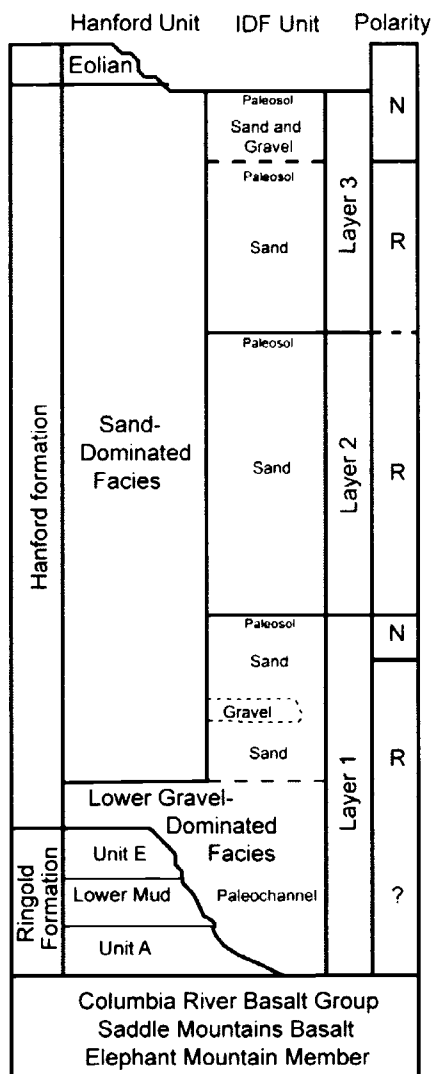 Hanford Unit
IDF Unit
Polarity
Eolian
Paleosol
Sand and
Gravel
N
Paleosol
Sand
Layer 3
R
Paleosol
Hanford formation
Sand-
Dominated
Facies
Sand
Layer 2
R
Paleosol
N
Sand
Gravel
Sand
Layer 1
R
Lower Gravel-
Dominated
Facies
Ringold
Formation
Unit E
Lower Mud
Paleochannel
?
Unit A
Columbia River Basalt Group
Saddle Mountains Basalt
Elephant Mountain Member